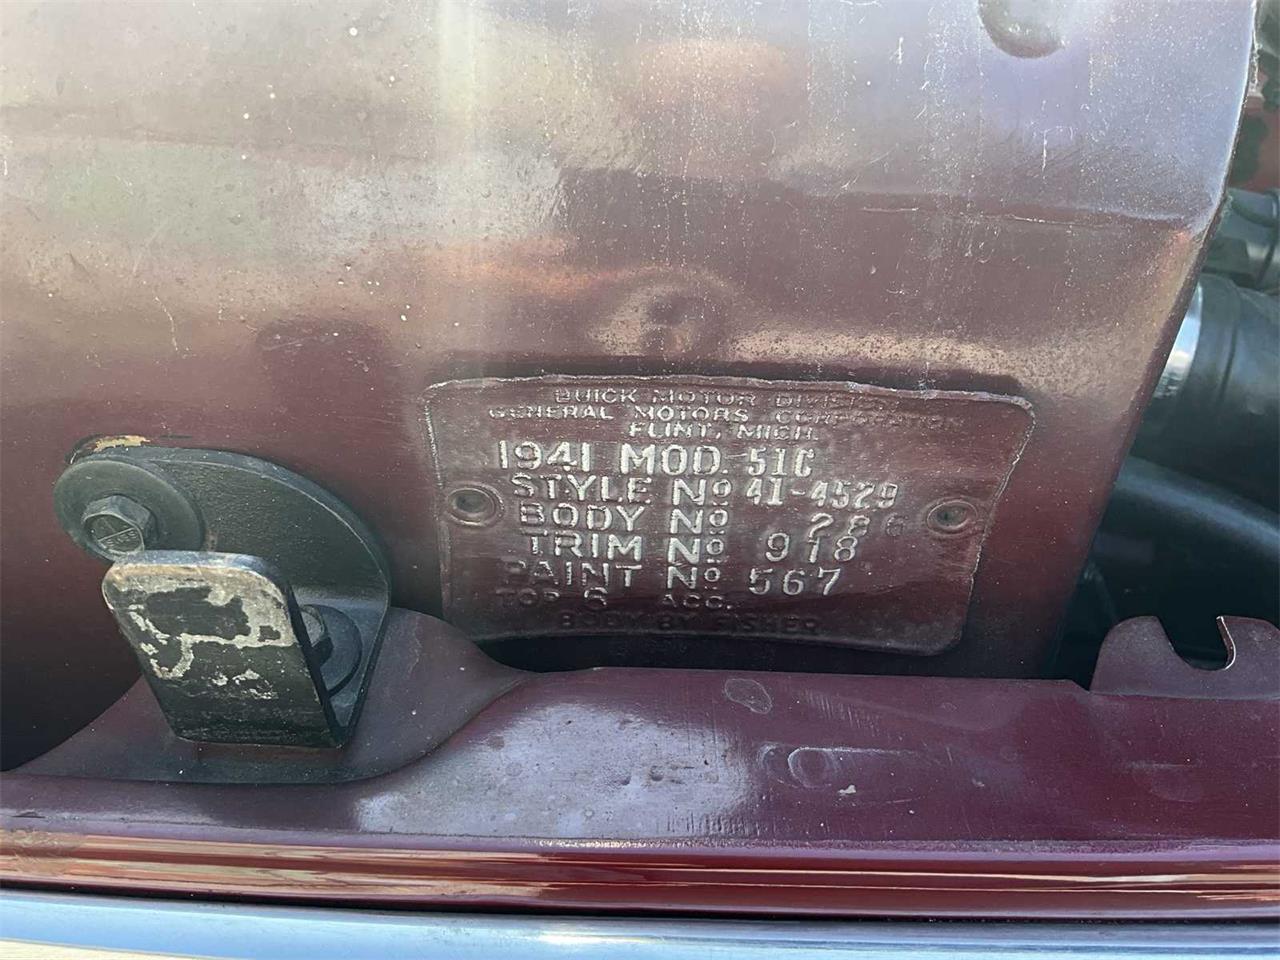 BUICK MOTOR DIVISION
GENERAL MOTORS CORPORATION
FLINT, MICH.
1941 MOD. 51C
STYLE No 41-4529
BODY No 286
TRIM No 918
PAINT No 567
TOP 6 ACC.
BODY BY FISHER